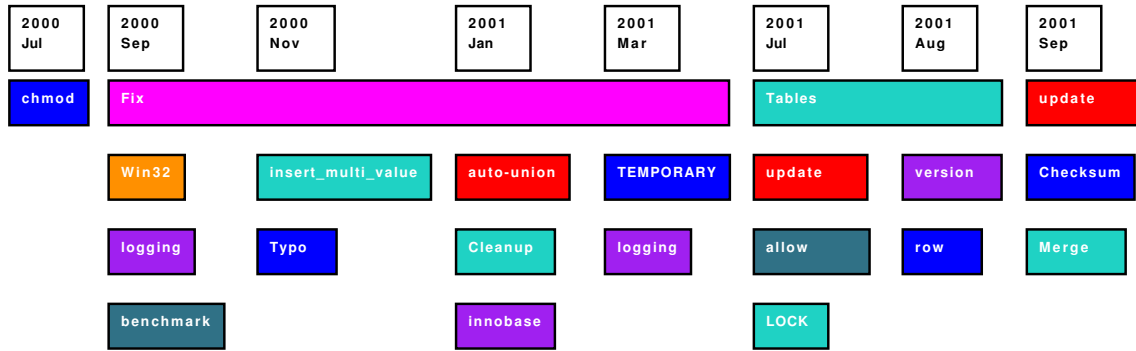 2000 2000 2000 2001 2001 2001 2001 2001
Jul Sep Nov Jan Mar Jul Aug Sep
chmod Fix Tables update
Win32 insert_multi_value auto-union TEMPORARY update version Checksum
logging Typo Cleanup logging allow row Merge
benchmark innobase LOCK